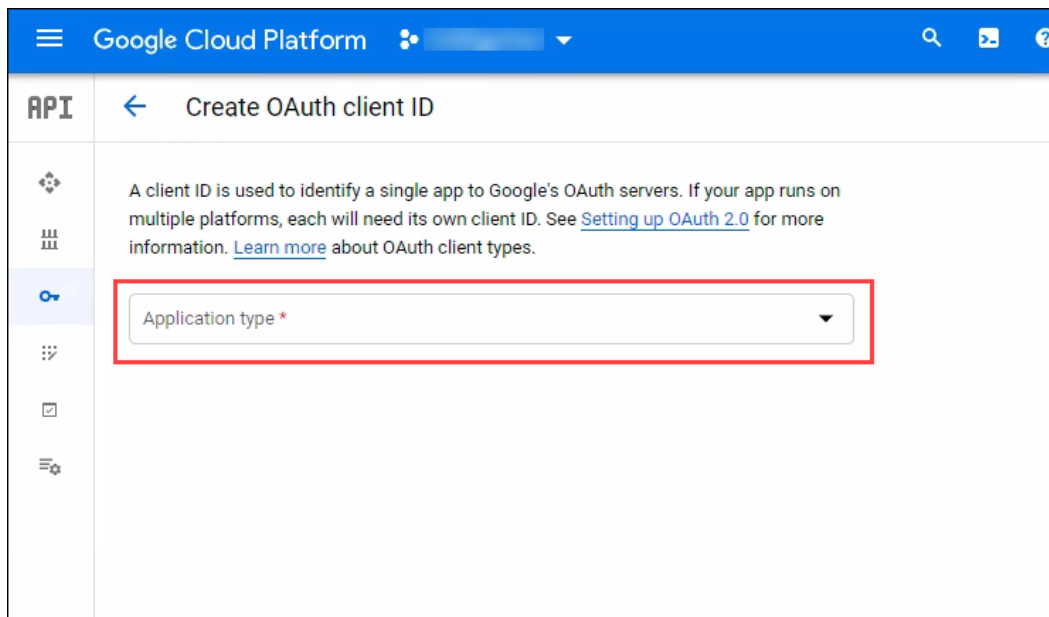 Google Cloud Platform
API
Create OAuth client ID
A client ID is used to identify a single app to Google's OAuth servers. If your app runs on
multiple platforms, each will need its own client ID. See Setting up OAuth 2.0 for more
information. Learn more about OAuth client types.
Application type *